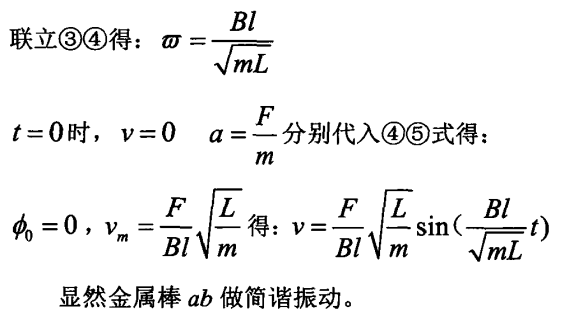 联立③④得：ϖ = Bl/√(mL)
t = 0时，v = 0 a = F/m 分别代入④⑤式得：
ϕ₀ = 0，vₘ = F/Bl √(L/m) 得：v = F/Bl √(L/m) sin（Bl/√(mL) t)
显然金属棒 ab 做简谐振动。